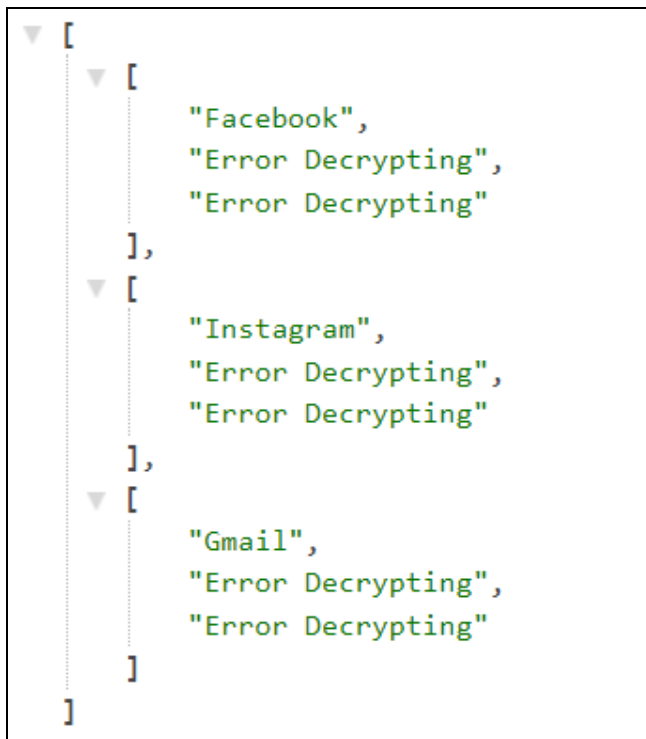 [
[
"Facebook",
"Error Decrypting",
"Error Decrypting"
],
[
"Instagram",
"Error Decrypting",
"Error Decrypting"
],
[
"Gmail",
"Error Decrypting",
"Error Decrypting"
]
]